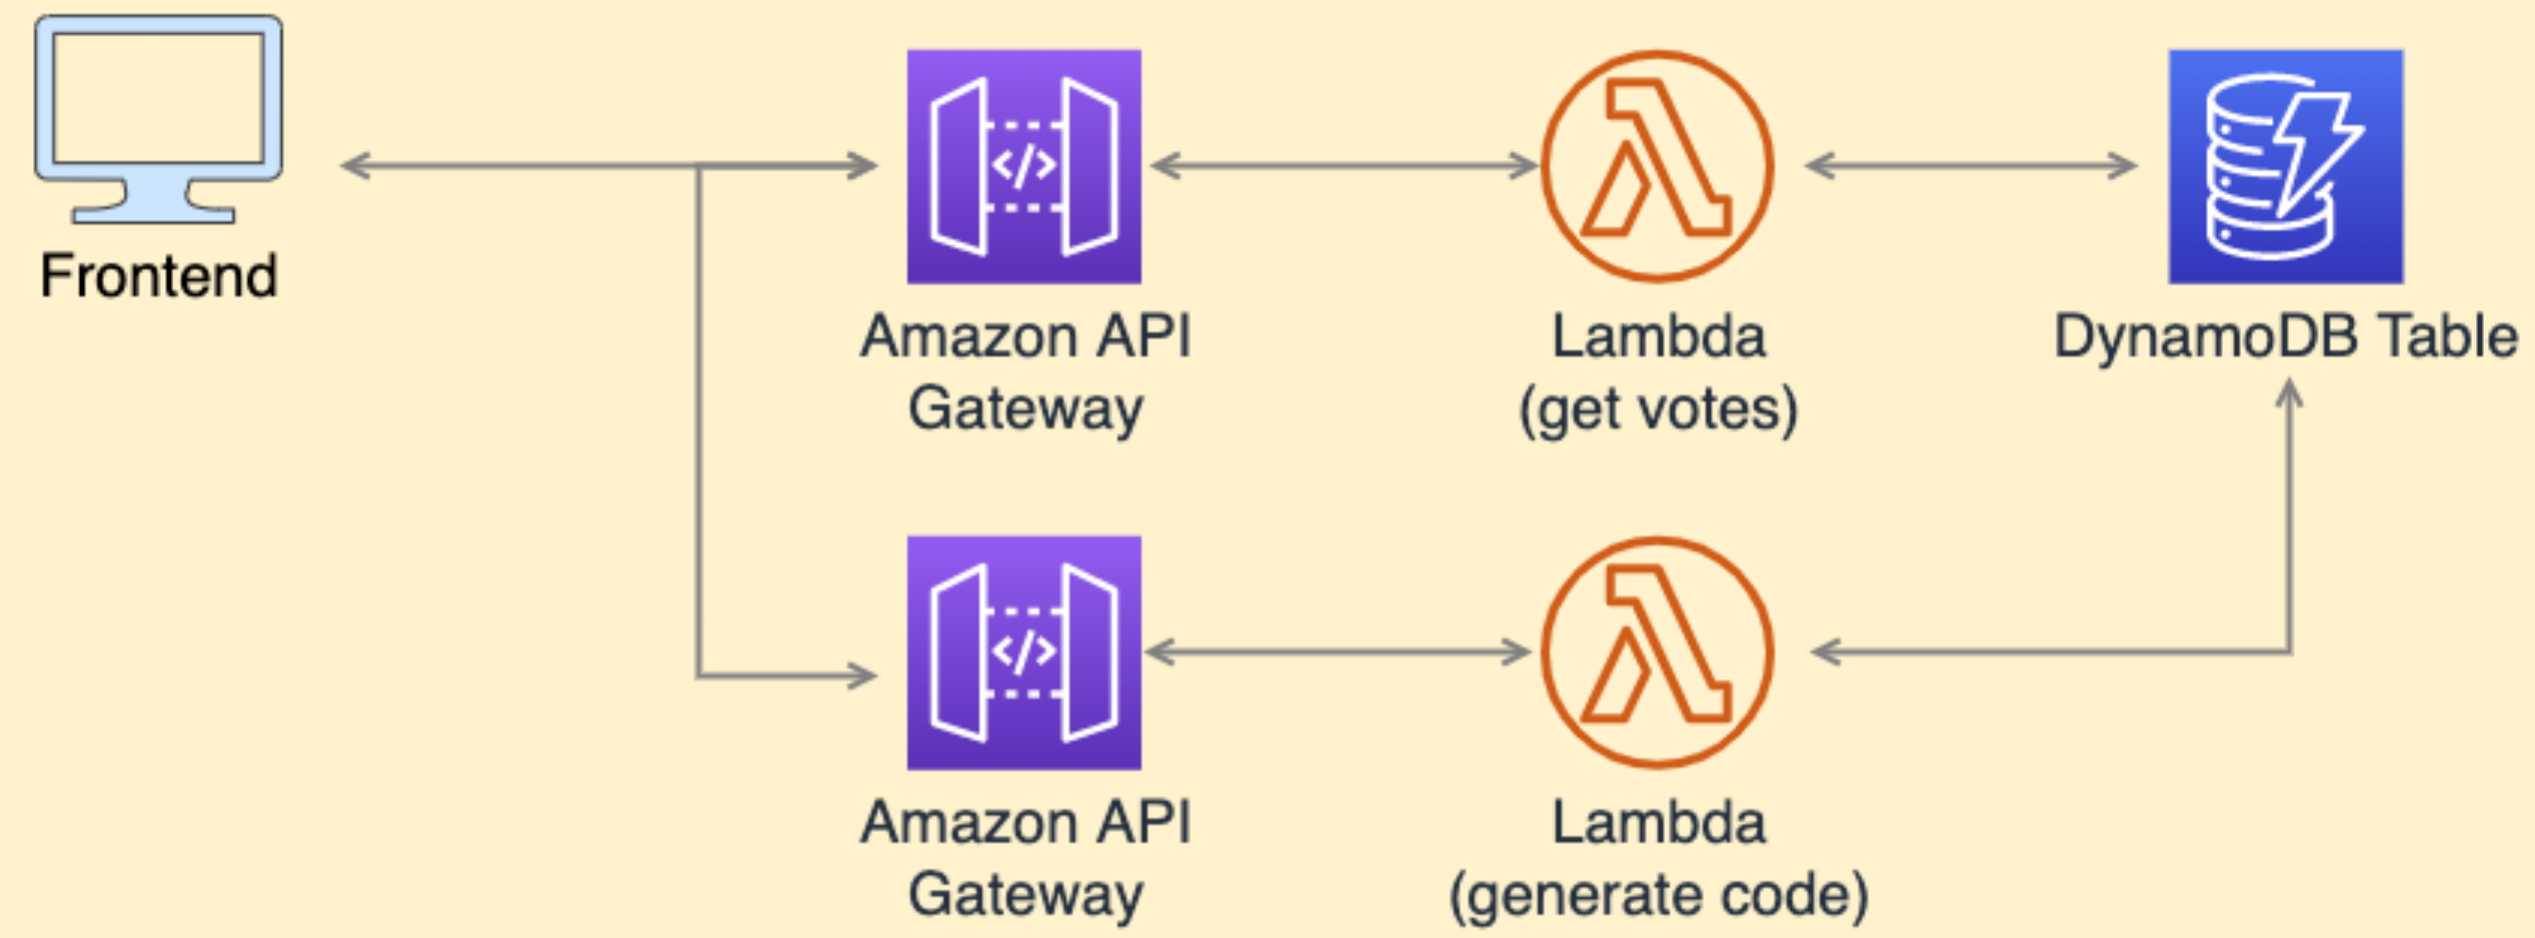 Frontend
Amazon API
Gateway
Lambda
(get votes)
DynamoDB Table
Amazon API
Gateway
Lambda
(generate code)